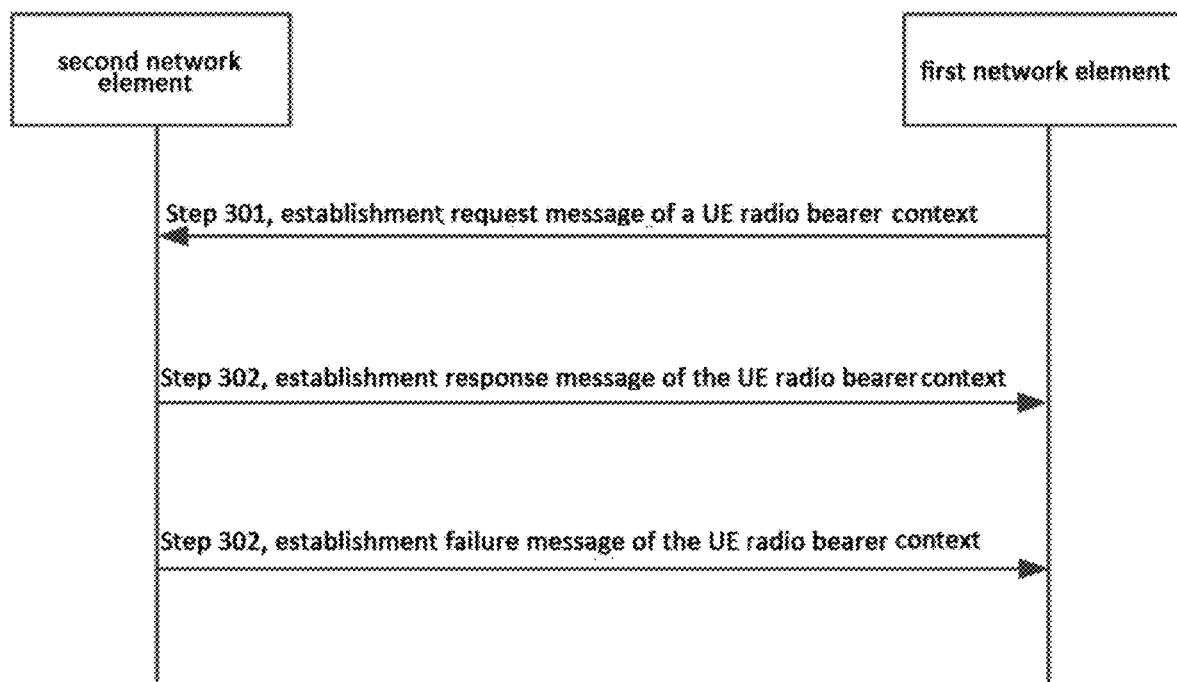 second network
element
first network element
Step 301, establishment request message of a UE radio bearer context
Step 302, establishment response message of the UE radio bearer context
Step 302, establishment failure message of the UE radio bearer context